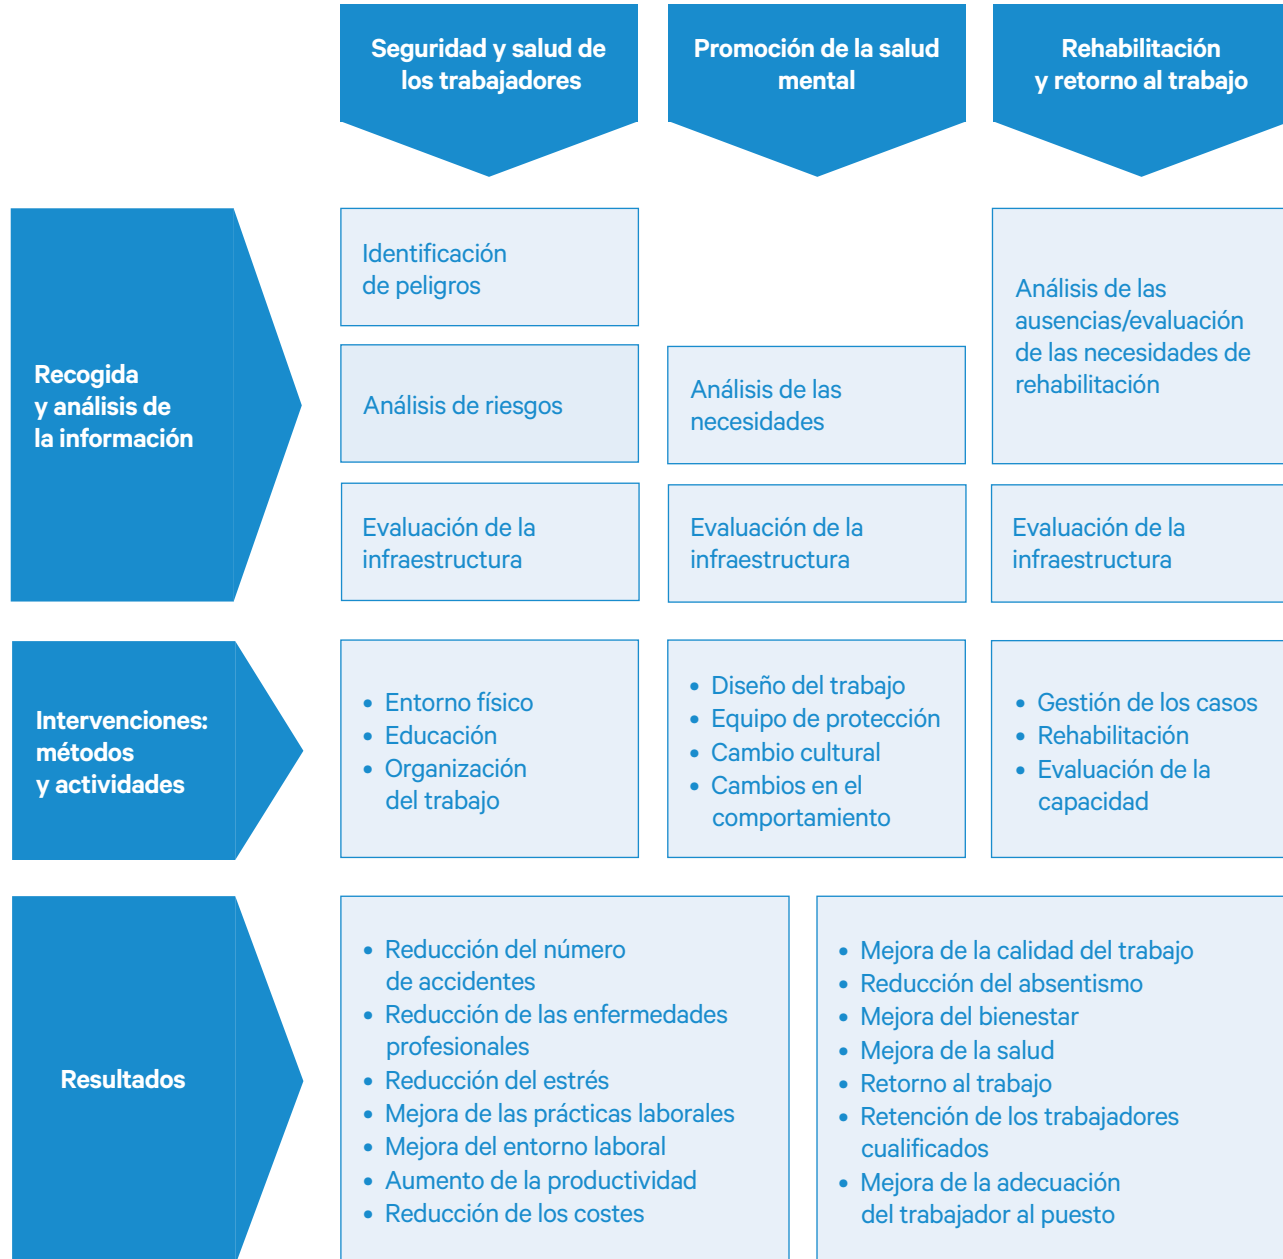 Seguridad y salud de
los trabajadores
Promoción de la salud
mental
Rehabilitación
y retorno al trabajo
Recogida
y análisis de
la información
Identificación
de peligros
Análisis de riesgos
Evaluación de la
infraestructura
Análisis de las
necesidades
Evaluación de la
infraestructura
Análisis de las
ausencias/evaluación
de las necesidades de
rehabilitación
Evaluación de la
infraestructura
Intervenciones:
métodos
y actividades
• Entorno físico
• Educación
• Organización
del trabajo
• Diseño del trabajo
• Equipo de protección
• Cambio cultural
• Cambios en el
comportamiento
• Gestión de los casos
• Rehabilitación
• Evaluación de la
capacidad
Resultados
• Reducción del número
de accidentes
• Reducción de las enfermedades
profesionales
• Reducción del estrés
• Mejora de las prácticas laborales
• Mejora del entorno laboral
• Aumento de la productividad
• Reducción de los costes
• Mejora de la calidad del trabajo
• Reducción del absentismo
• Mejora del bienestar
• Mejora de la salud
• Retorno al trabajo
• Retención de los trabajadores
cualificados
• Mejora de la adecuación
del trabajador al puesto